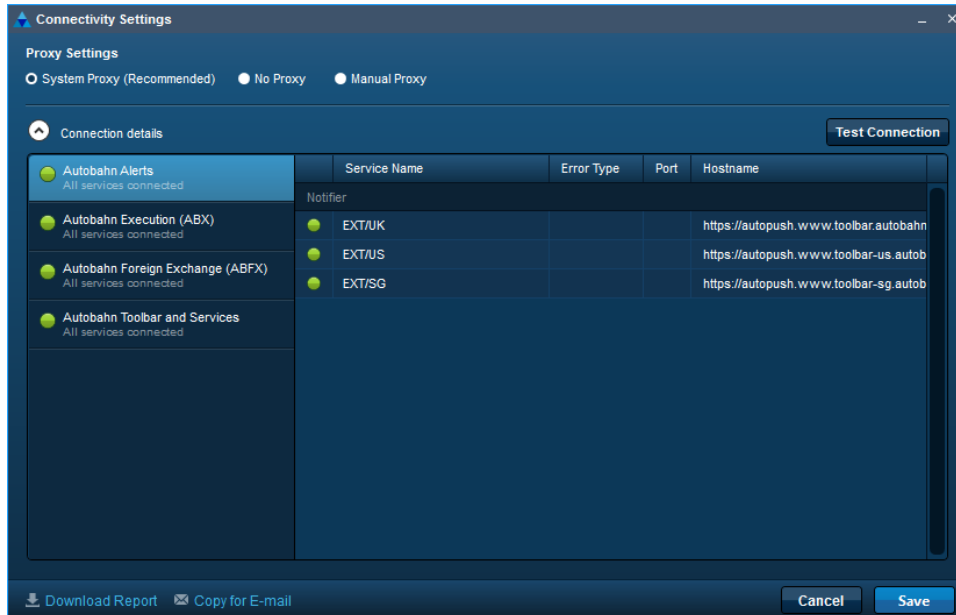 Connectivity Settings
Proxy Settings
System Proxy (Recommended) No Proxy Manual Proxy
Connection details
Test Connection
Autobahn Alerts
All services connected
Autobahn Execution (ABX)
All services connected
Autobahn Foreign Exchange (ABFX)
All services connected
Autobahn Toolbar and Services
All services connected
Service Name Error Type Port Hostname
Notifier
EXT/UK https://autopush.www.toolbar.autobahn
EXT/US https://autopush.www.toolbar-us.autob
EXT/SG https://autopush.www.toolbar-sg.autob
Download Report Copy for E-mail
Cancel Save